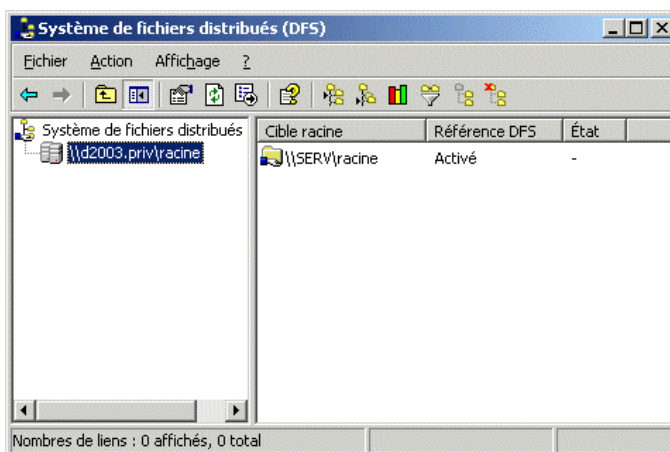 Système de fichiers distribués (DFS)
Fichier Action Affichage ?
Système de fichiers distribués
\\d2003.priv\racine
Cible racine Référence DFS État
\\SERV\racine Activé -
Nombres de liens : 0 affichés, 0 total